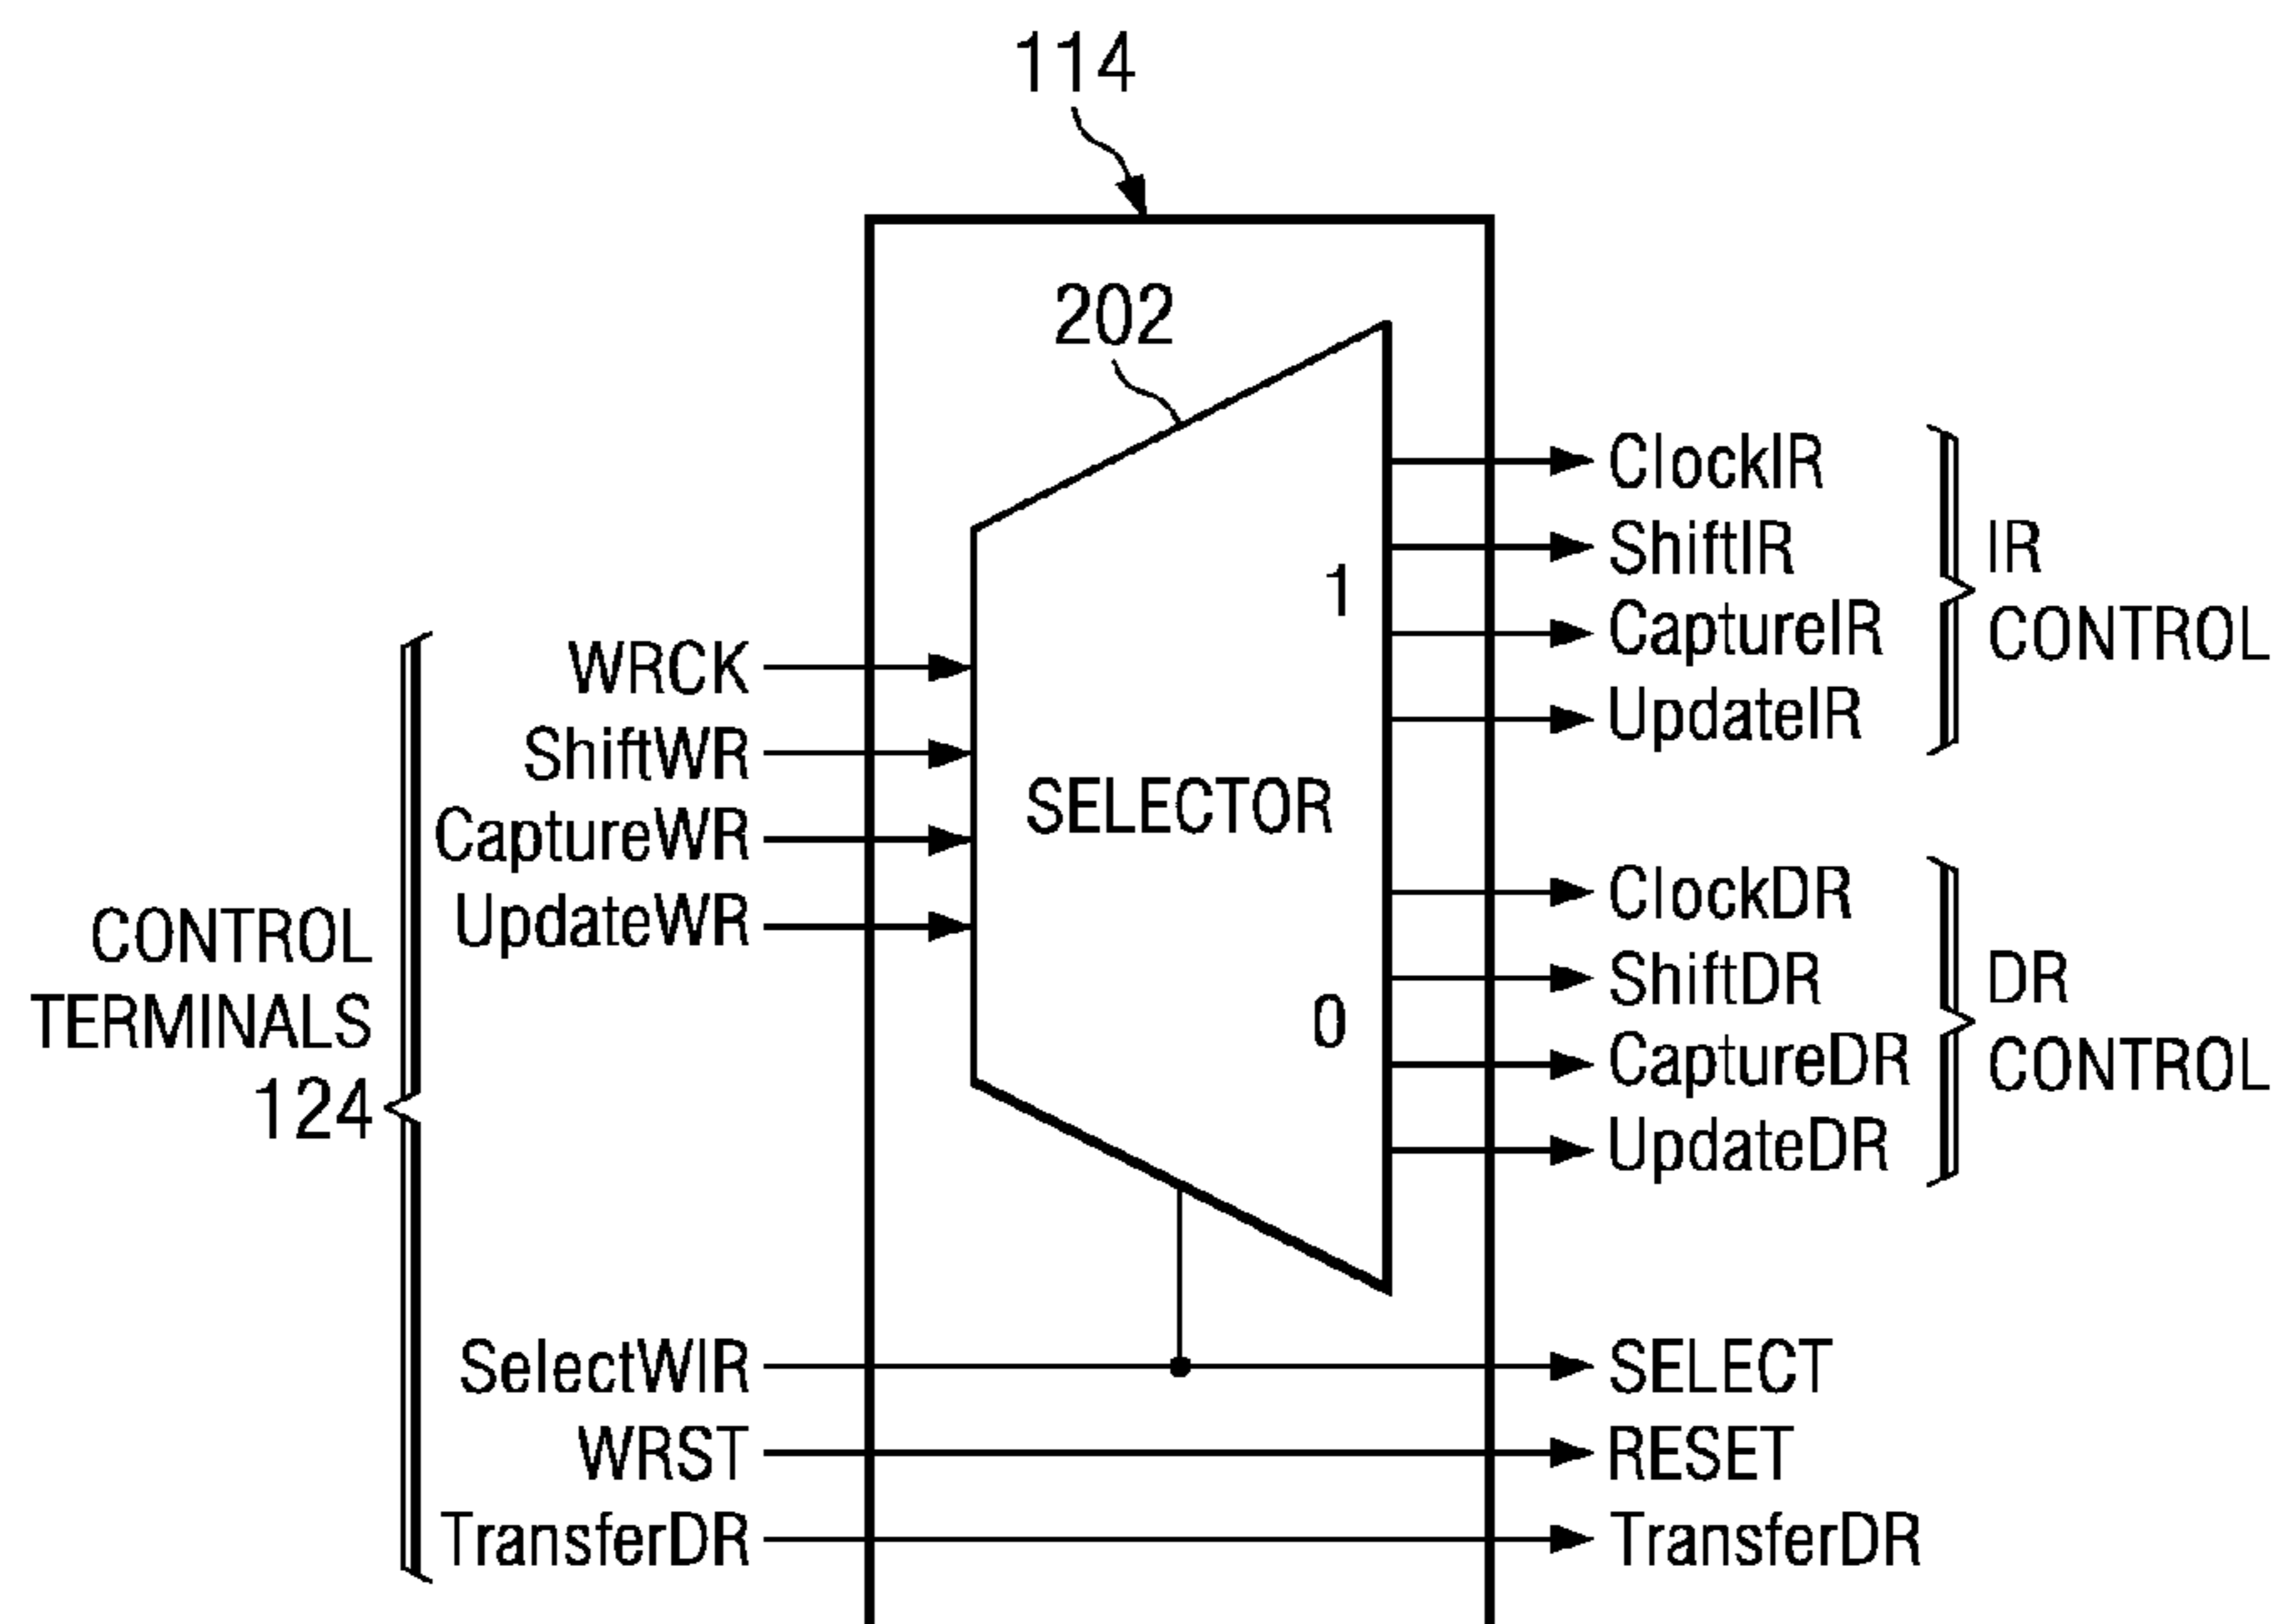 114
202
ClockIR
ShiftIR
CaptureIR
UpdateIR
IR
CONTROL
1
WRCK
ShiftWR
CaptureWR
UpdateWR
SELECTOR
ClockDR
ShiftDR
CaptureDR
UpdateDR
DR
CONTROL
0
CONTROL
TERMINALS
124
SelectWIR
SELECT
WRST
RESET
TransferDR
TransferDR